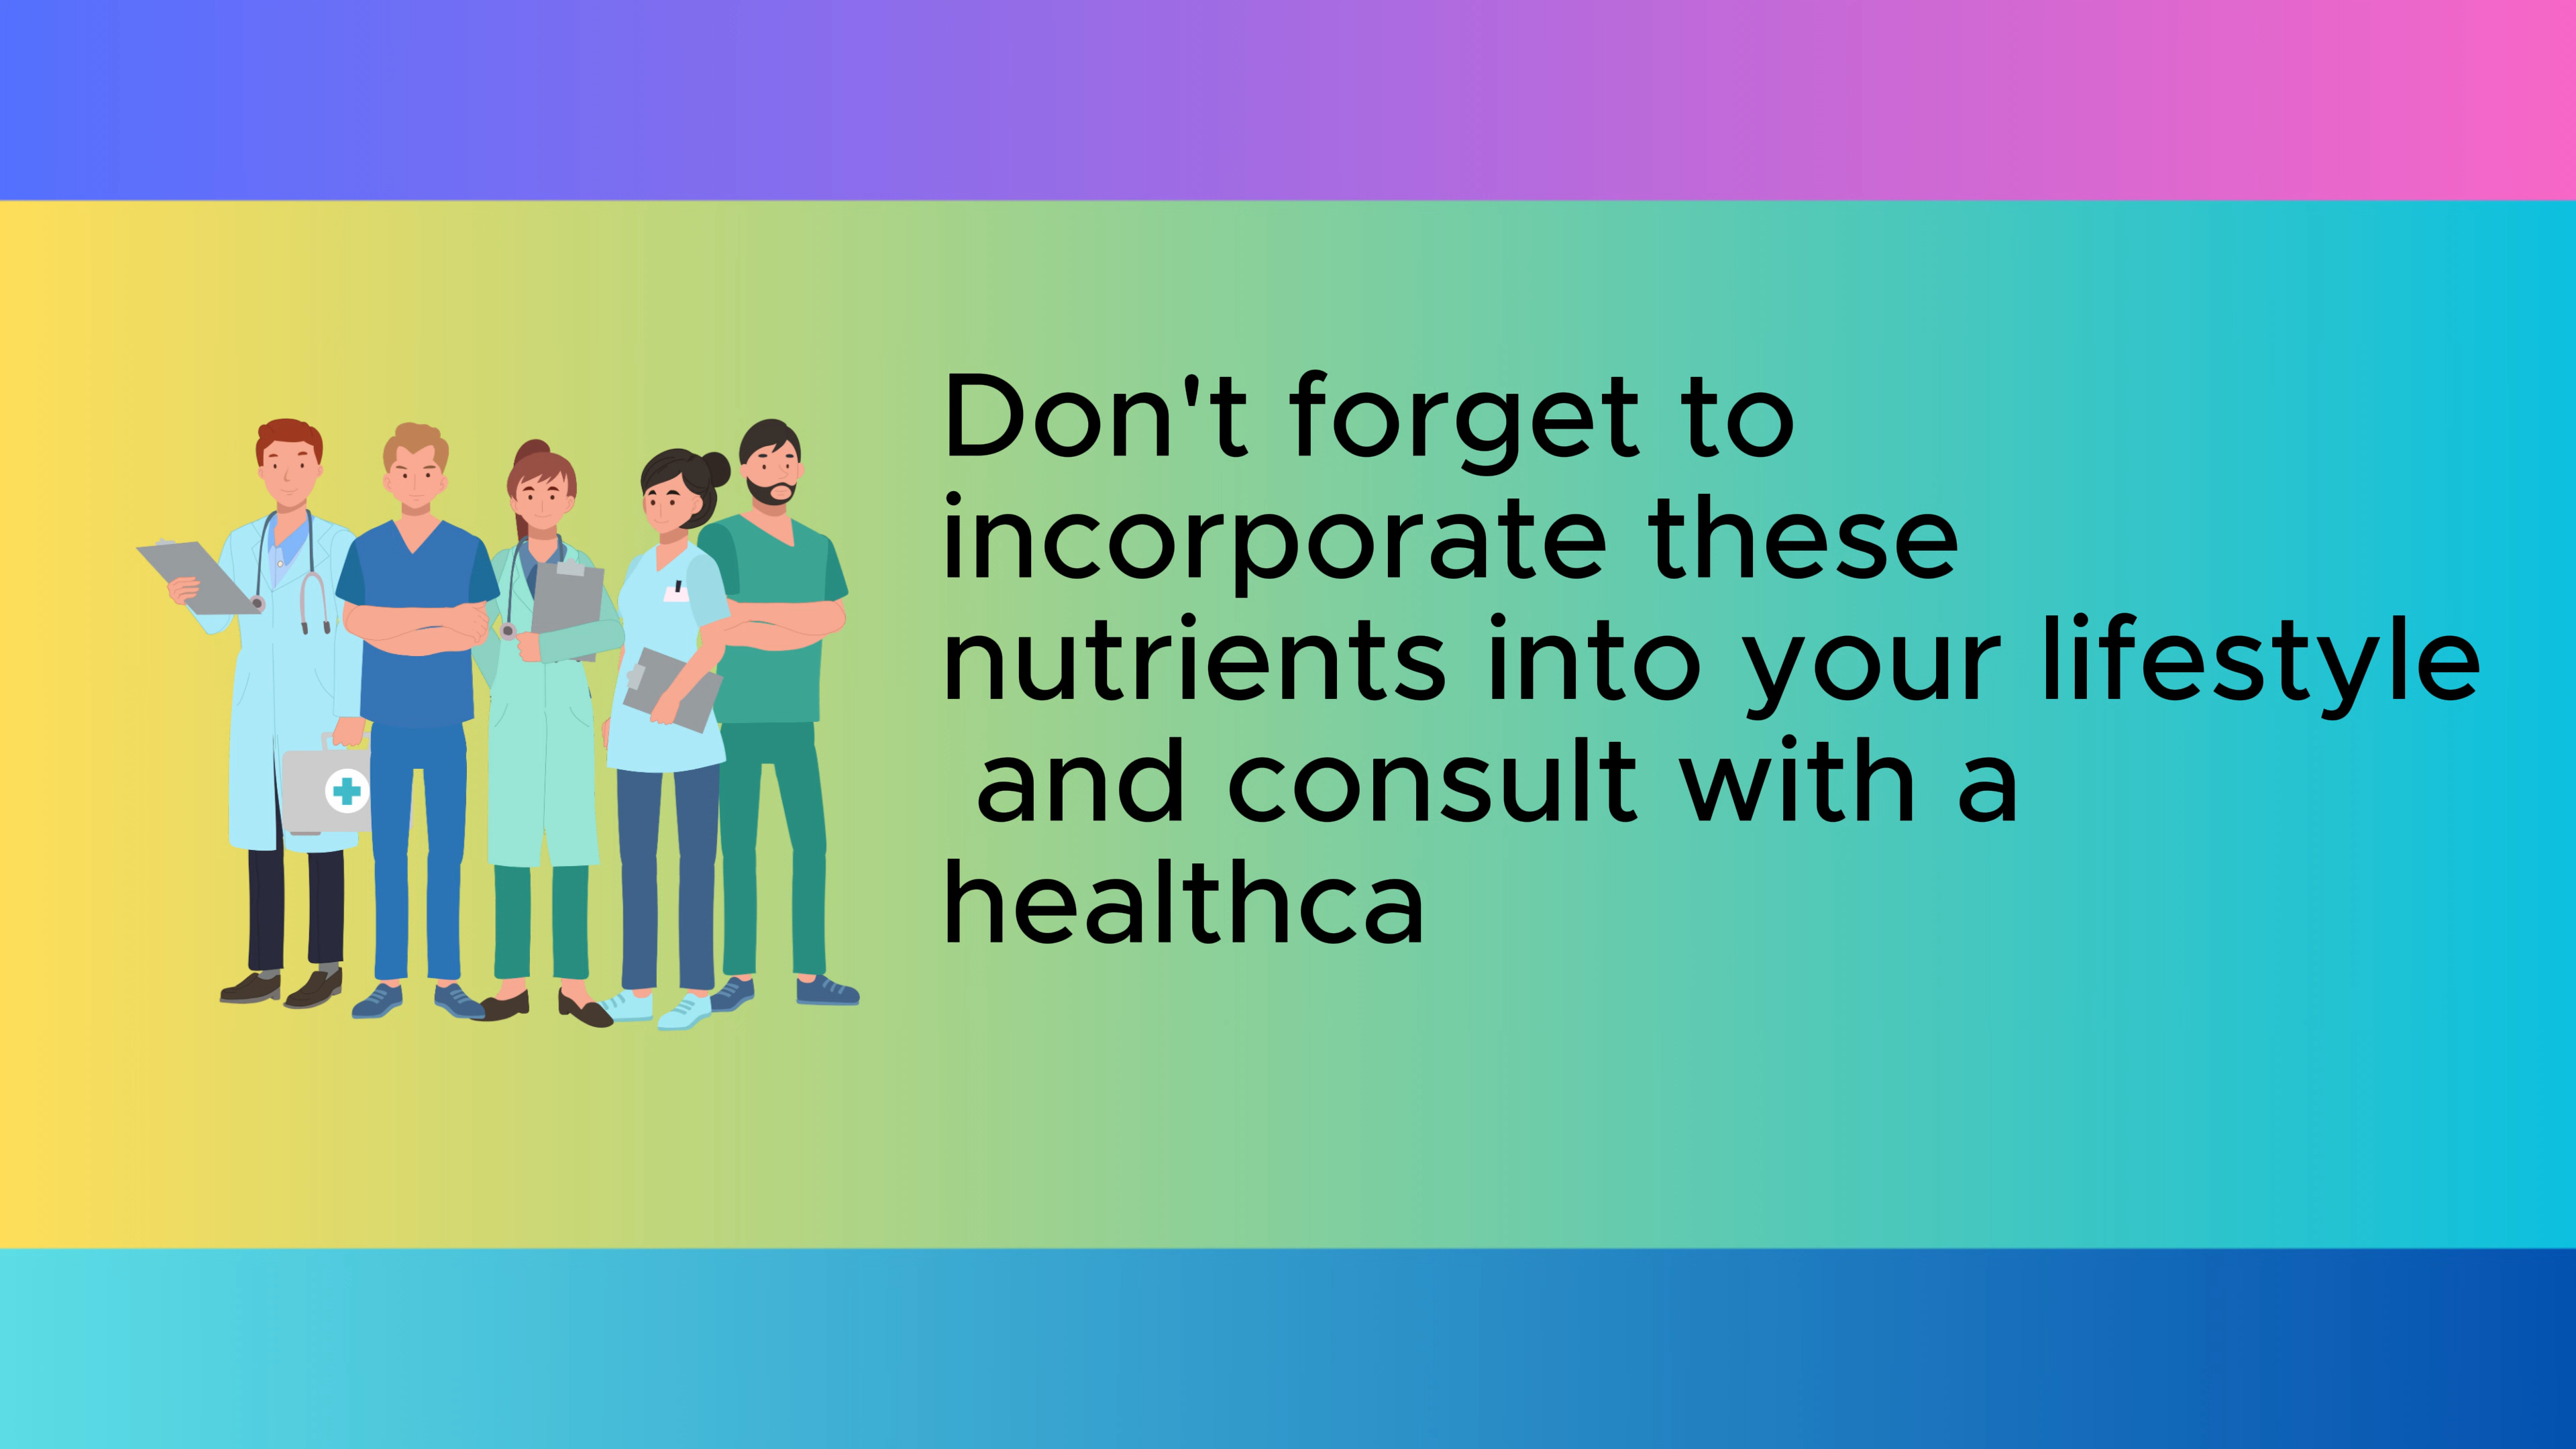 Don't forget to
incorporate these
nutrients into your lifestyle
and consult with a
healthca